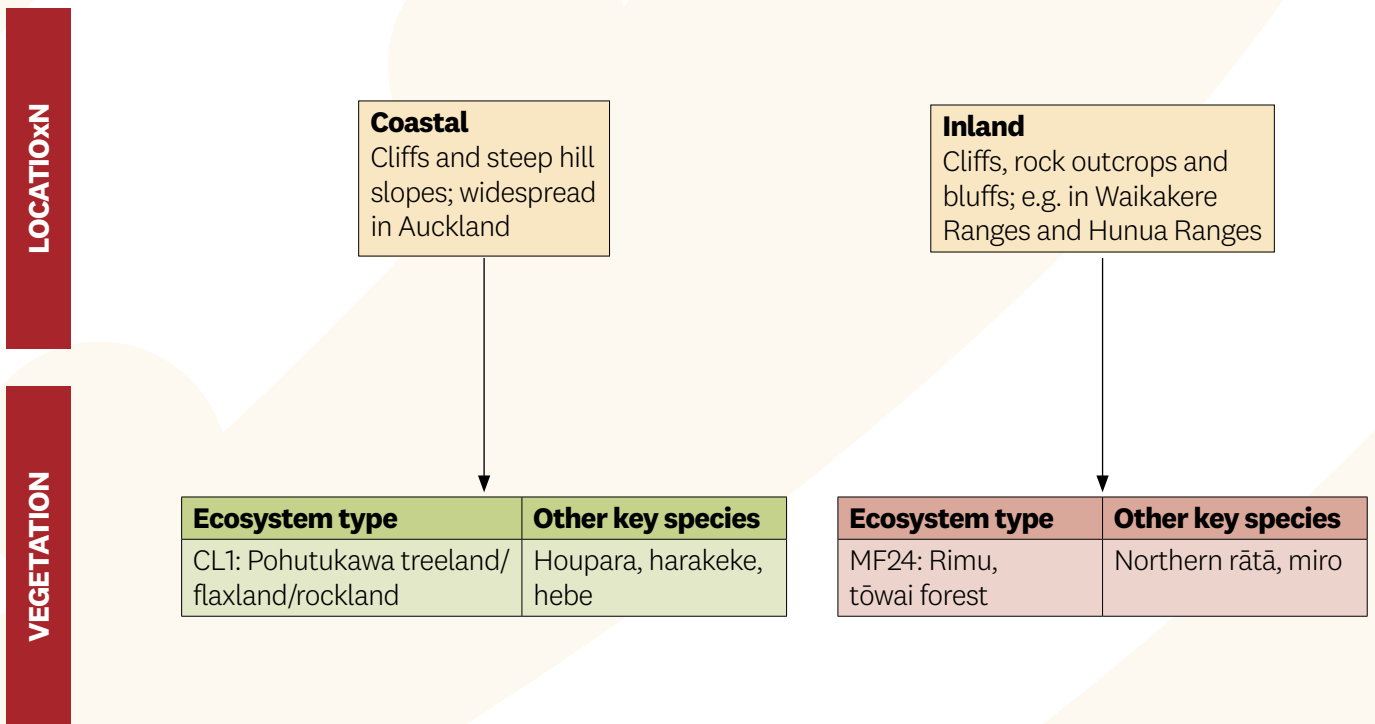 LOCATIOxN
Coastal
Cliffs and steep hill
slopes; widespread
in Auckland
Inland
Cliffs, rock outcrops and
bluffs; e.g. in Waikakere
Ranges and Hunua Ranges
VEGETATION
Ecosystem type
Other key species
CL1: Pohutukawa treeland/
flaxland/rockland
Houpara, harakeke,
hebe
Ecosystem type
Other key species
MF24: Rimu,
tōwai forest
Northern rātā, miro